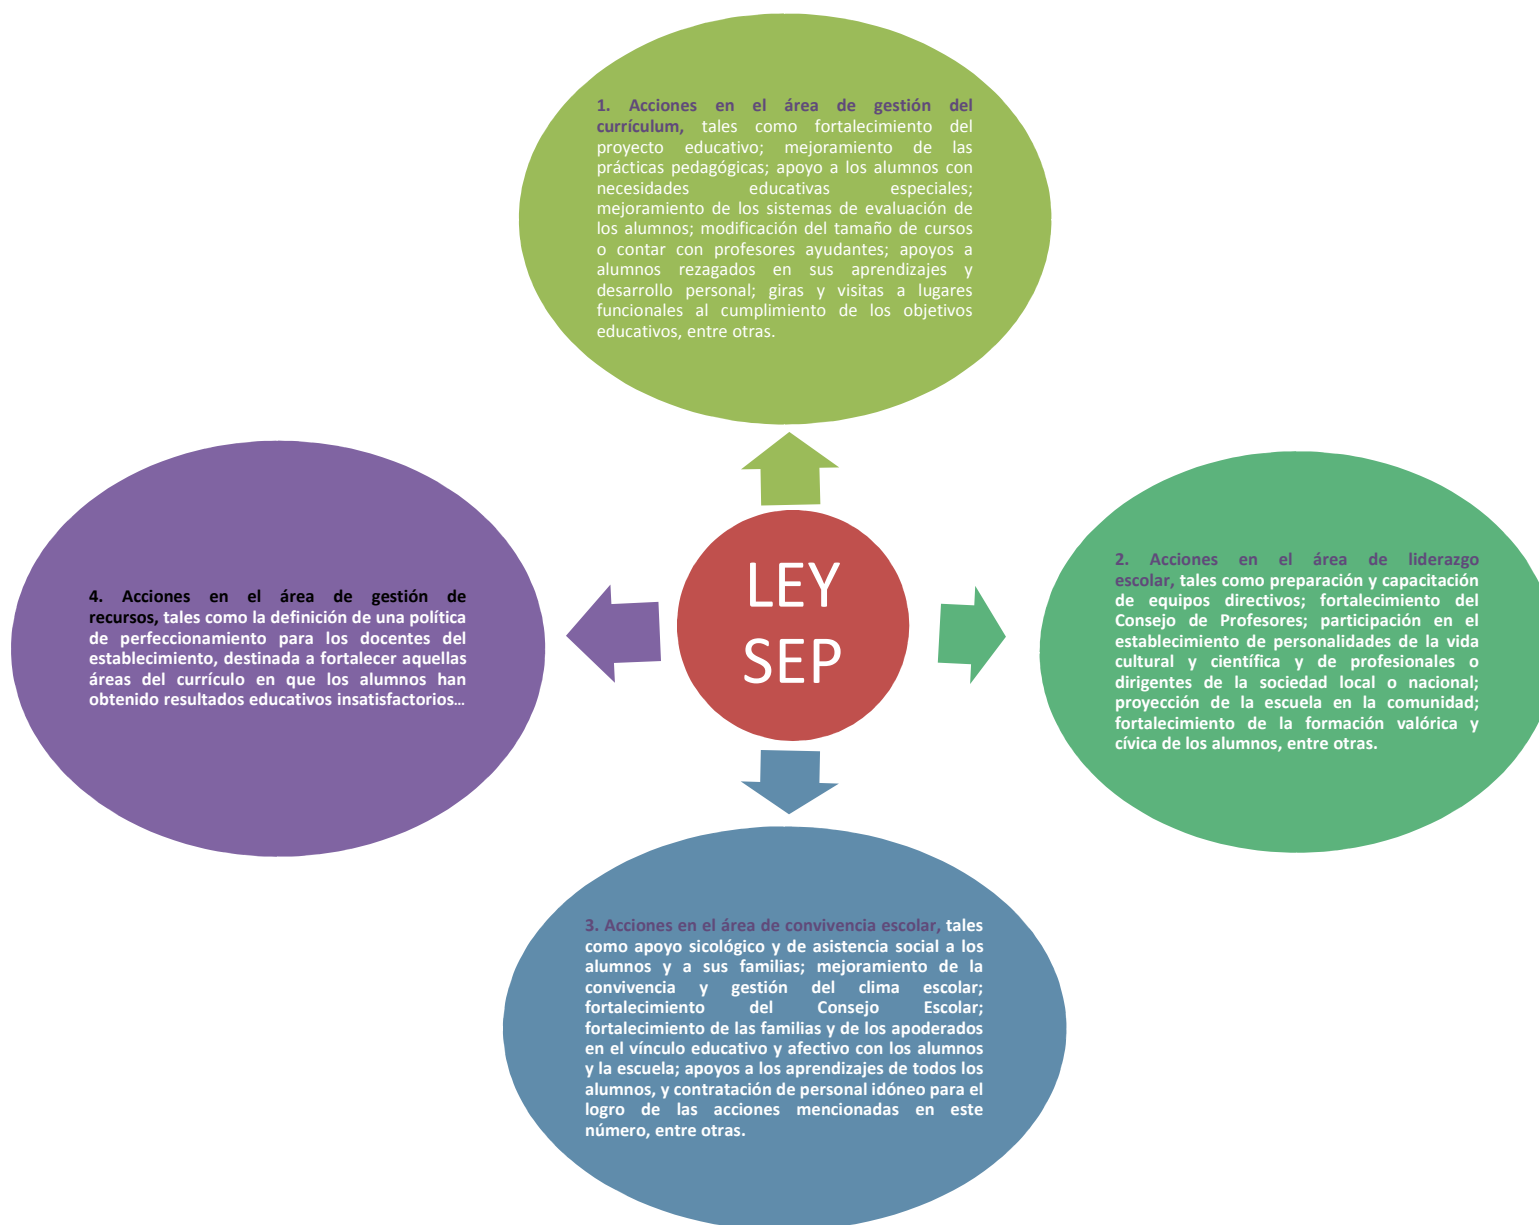 1. Acciones en el área de gestión del
currículum, tales como fortalecimiento del
proyecto educativo; mejoramiento de las
prácticas pedagógicas; apoyo a los alumnos con
necesidades educativas especiales;
mejoramiento de los sistemas de evaluación de
los alumnos; modificación del tamaño de cursos
o contar con profesores ayudantes; apoyos a
alumnos rezagados en sus aprendizajes y
desarrollo personal; giras y visitas a lugares
funcionales al cumplimiento de los objetivos
educativos, entre otras.
LEY
SEP
2. Acciones en el área de liderazgo
escolar, tales como preparación y capacitación
de equipos directivos; fortalecimiento del
Consejo de Profesores; participación en el
establecimiento de personalidades de la vida
cultural y científica y de profesionales o
dirigentes de la sociedad local o nacional;
proyección de la escuela en la comunidad;
fortalecimiento de la formación valórica y
cívica de los alumnos, entre otras.
3. Acciones en el área de convivencia escolar, tales
como apoyo sicológico y de asistencia social a los
alumnos y a sus familias; mejoramiento de la
convivencia y gestión del clima escolar;
fortalecimiento del Consejo Escolar;
fortalecimiento de las familias y de los apoderados
en el vínculo educativo y afectivo con los alumnos
y la escuela; apoyos a los aprendizajes de todos los
alumnos, y contratación de personal idóneo para el
logro de las acciones mencionadas en este
número, entre otras.
4. Acciones en el área de gestión de
recursos, tales como la definición de una política
de perfeccionamiento para los docentes del
establecimiento, destinada a fortalecer aquellas
áreas del currículo en que los alumnos han
obtenido resultados educativos insatisfactorios…